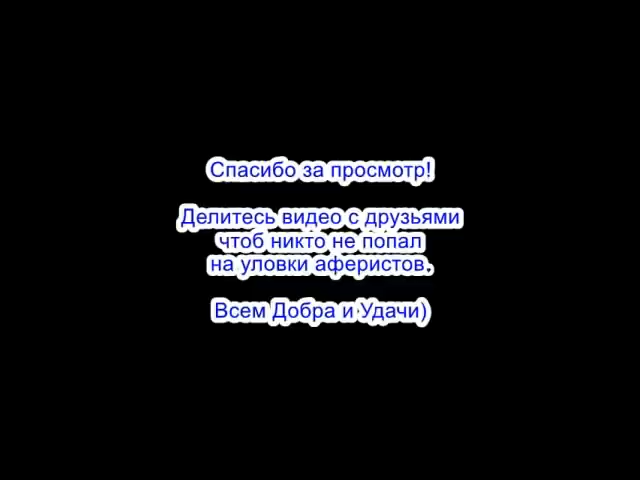 Спасибо за просмотр!
Делитесь видео с друзьями
чтоб никто не попал
на уловки аферистов.
Всем Добра и Удачи)